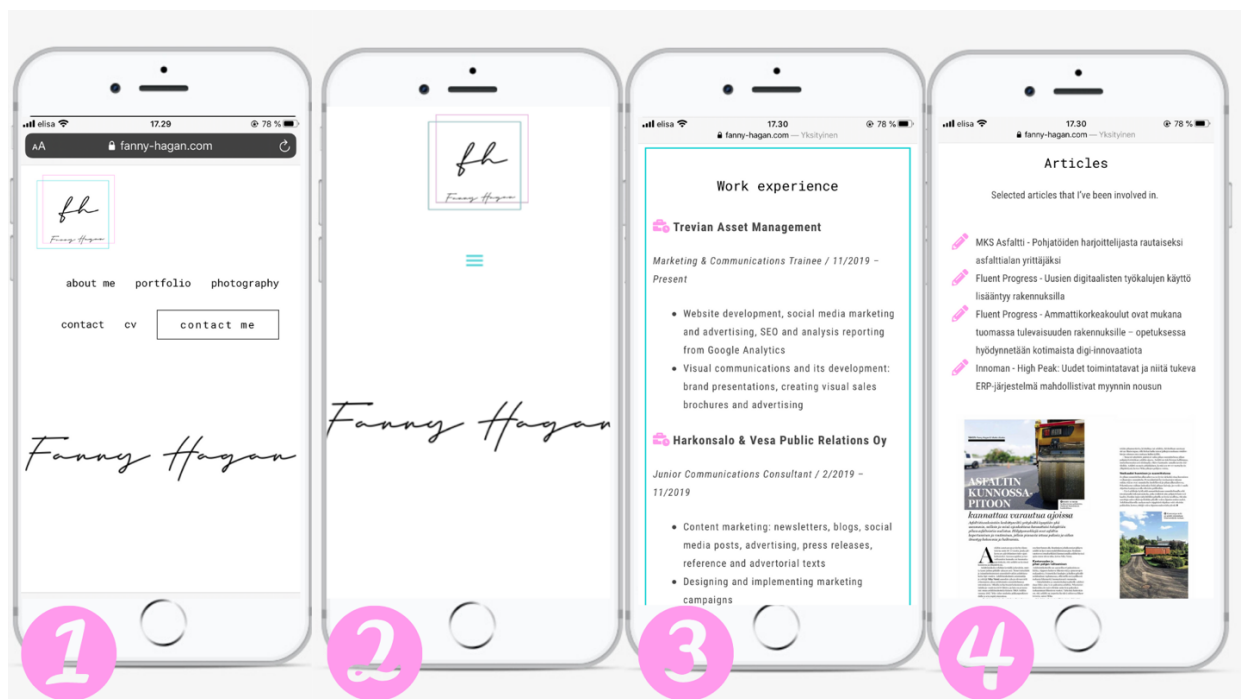 elisa 17.29 78 %
AA fanny-hagan.com
fh
Fanny Hagan
about me portfolio photography
contact cv contact me
Fanny Hagan
1
fh
Fanny Hagan
Fanny Hagan
2
elisa 17.30 78 %
fanny-hagan.com — Yksityinen
Work experience
Trevian Asset Management
Marketing & Communications Trainee / 11/2019 –
Present
Website development, social media marketing
and advertising, SEO and analysis reporting
from Google Analytics
Visual communications and its development:
brand presentations, creating visual sales
brochures and advertising
Harkonsalo & Vesa Public Relations Oy
Junior Communications Consultant / 2/2019 –
11/2019
Content marketing: newsletters, blogs, social
media posts, advertising, press releases,
reference and advertorial texts
Designing and implementing marketing
campaigns
3
elisa 17.30 78 %
fanny-hagan.com — Yksityinen
Articles
Selected articles that I've been involved in.
MKS Asfaltti - Pohjatöiden harjoittelijasta rautaiseksi
asfalttialan yrittäjäksi
Fluent Progress - Uusien digitaalisten työkalujen käyttö
lisääntyy rakennuksilla
Fluent Progress - Ammattikorkeakoulut ovat mukana
tuomassa tulevaisuuden rakennuksille – opetuksessa
hyödynnetään kotimaista digi-innovaatiota
Innoman - High Peak: Uudet toimintatavat ja niitä tukeva
ERP-järjestelmä mahdollistivat myynnin nousun
ASFALTIN
KUNNOSSA-
PITOON
kannattaa varautua ajoissa
4